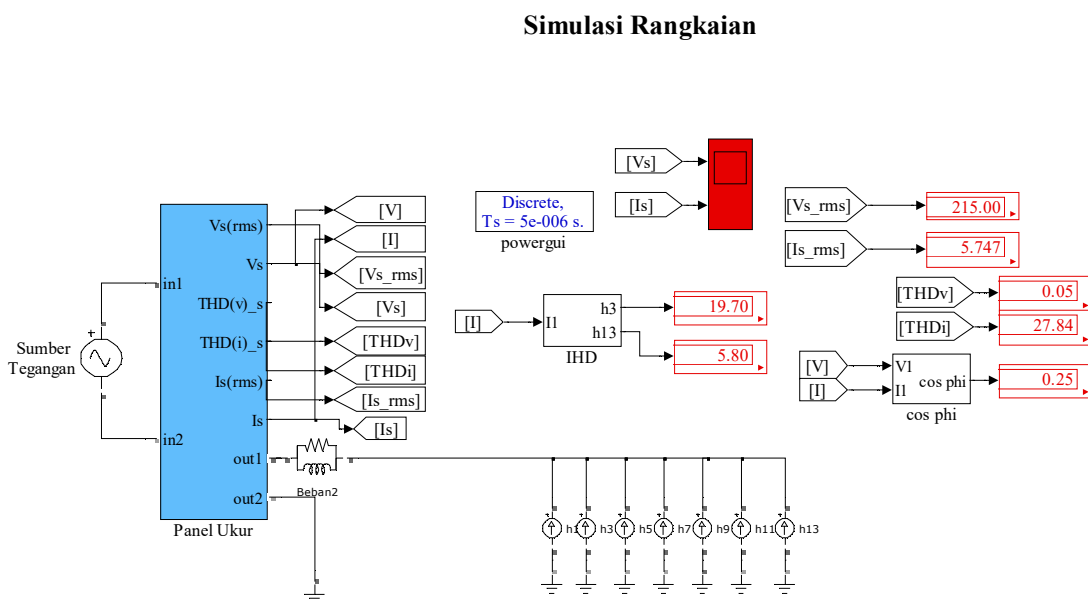 Simulasi Rangkaian
Vs(rms)
Vs
THD(v)_s
THD(i)_s
Is(rms)
Is
out1
out2
in1
in2
Panel Ukur
+
Sumber
Tegangan
[V]
[I]
[Vs_rms]
[Vs]
[THDv]
[THDi]
[Is_rms]
[Is]
Beban2
Discrete,
Ts = 5e-006 s.
powergui
[Vs]
[Is]
[I]
I1
h3
h13
IHD
19.70
5.80
[Vs_rms]
215.00
[Is_rms]
5.747
[THDv]
0.05
[THDi]
27.84
[V]
[I]
V1
I1
cos phi
cos phi
0.25
+
+
+
+
+
+
+
h3
h5
h7
h9
h11
h13